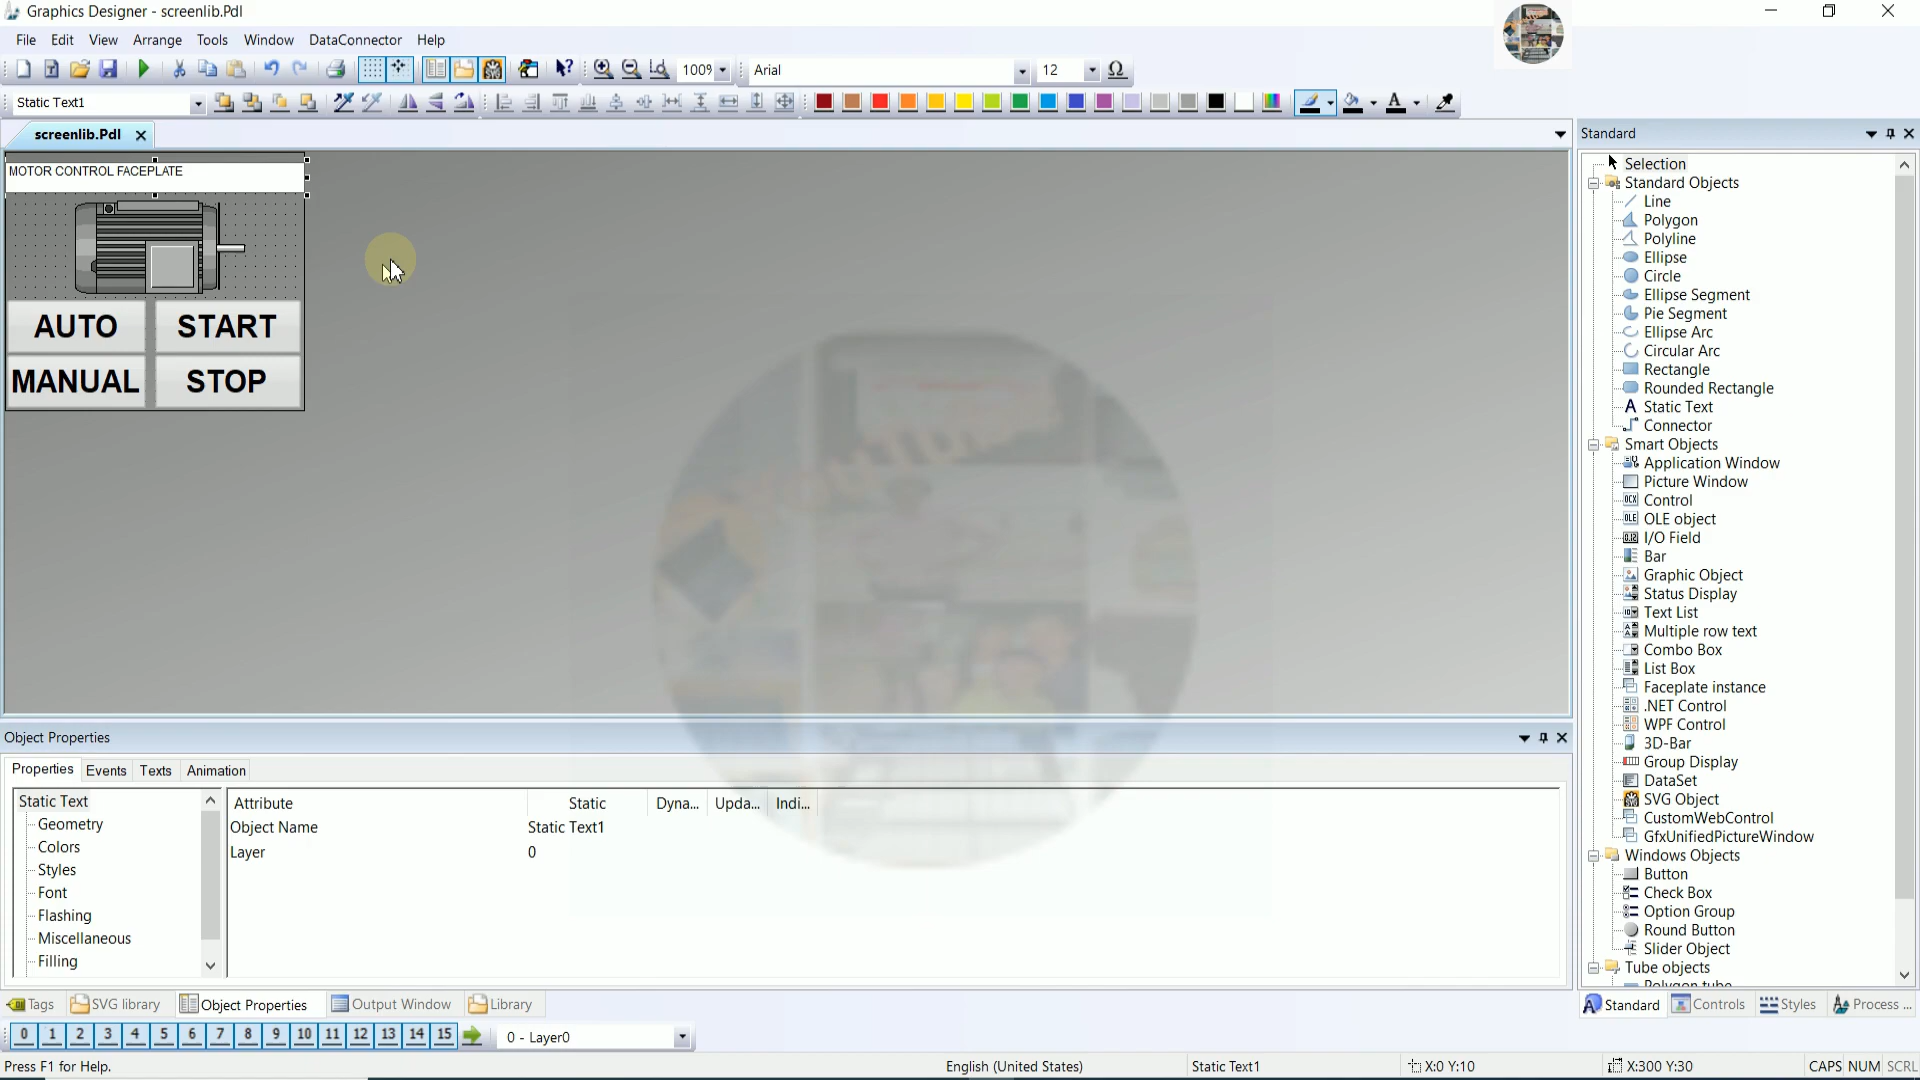 Graphics Designer - screenlib.Pdl
File Edit View Arrange Tools Window DataConnector Help
100% Arial 12
Static Text1
screenlib.Pdl
MOTOR CONTROL FACEPLATE
AUTO START
MANUAL STOP
Standard
Selection
Standard Objects
Line
Polygon
Polyline
Ellipse
Circle
Ellipse Segment
Pie Segment
Ellipse Arc
Circular Arc
Rectangle
Rounded Rectangle
Static Text
Connector
Smart Objects
Application Window
Picture Window
Control
OLE object
I/O Field
Bar
Graphic Object
Status Display
Text List
Multiple row text
Combo Box
List Box
Faceplate instance
.NET Control
WPF Control
3D-Bar
Group Display
DataSet
SVG Object
CustomWebControl
GfxUnifiedPictureWindow
Windows Objects
Button
Check Box
Option Group
Round Button
Slider Object
Tube objects
Polygon tube
Standard Controls Styles Process ...
Object Properties
Properties Events Texts Animation
Static Text
Geometry
Colors
Styles
Font
Flashing
Miscellaneous
Filling
Attribute Static Dyna... Upda... Indi...
Object Name Static Text1
Layer 0
Tags SVG library Object Properties Output Window Library
0 1 2 3 4 5 6 7 8 9 10 11 12 13 14 15 0 - Layer0
Press F1 for Help. English (United States) Static Text1 X:0 Y:10 X:300 Y:30 CAPS NUM SCRL